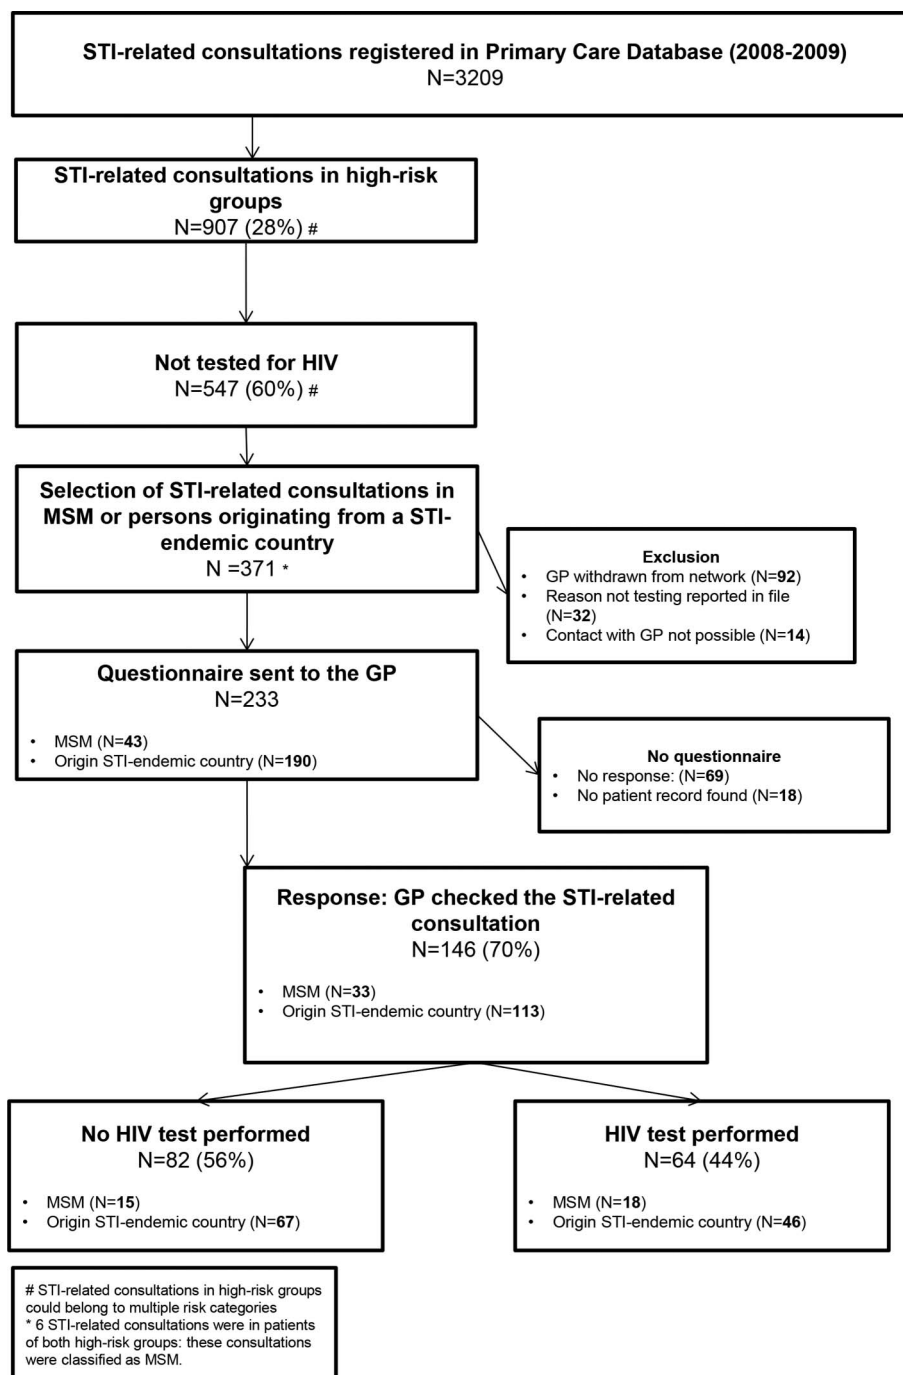 STI-related consultations registered in Primary Care Database (2008-2009)
N=3209
STI-related consultations in high-risk
groups
N=907 (28%) #
Not tested for HIV
N=547 (60%) #
Selection of STI-related consultations in
MSM or persons originating from a STI-
endemic country
N =371 *
Exclusion
• GP withdrawn from network (N=92)
• Reason not testing reported in file
(N=32)
• Contact with GP not possible (N=14)
Questionnaire sent to the GP
N=233
• MSM (N=43)
• Origin STI-endemic country (N=190)
No questionnaire
• No response: (N=69)
• No patient record found (N=18)
Response: GP checked the STI-related
consultation
N=146 (70%)
• MSM (N=33)
• Origin STI-endemic country (N=113)
No HIV test performed
N=82 (56%)
• MSM (N=15)
• Origin STI-endemic country (N=67)
HIV test performed
N=64 (44%)
• MSM (N=18)
• Origin STI-endemic country (N=46)
# STI-related consultations in high-risk groups
could belong to multiple risk categories
* 6 STI-related consultations were in patients
of both high-risk groups: these consultations
were classified as MSM.